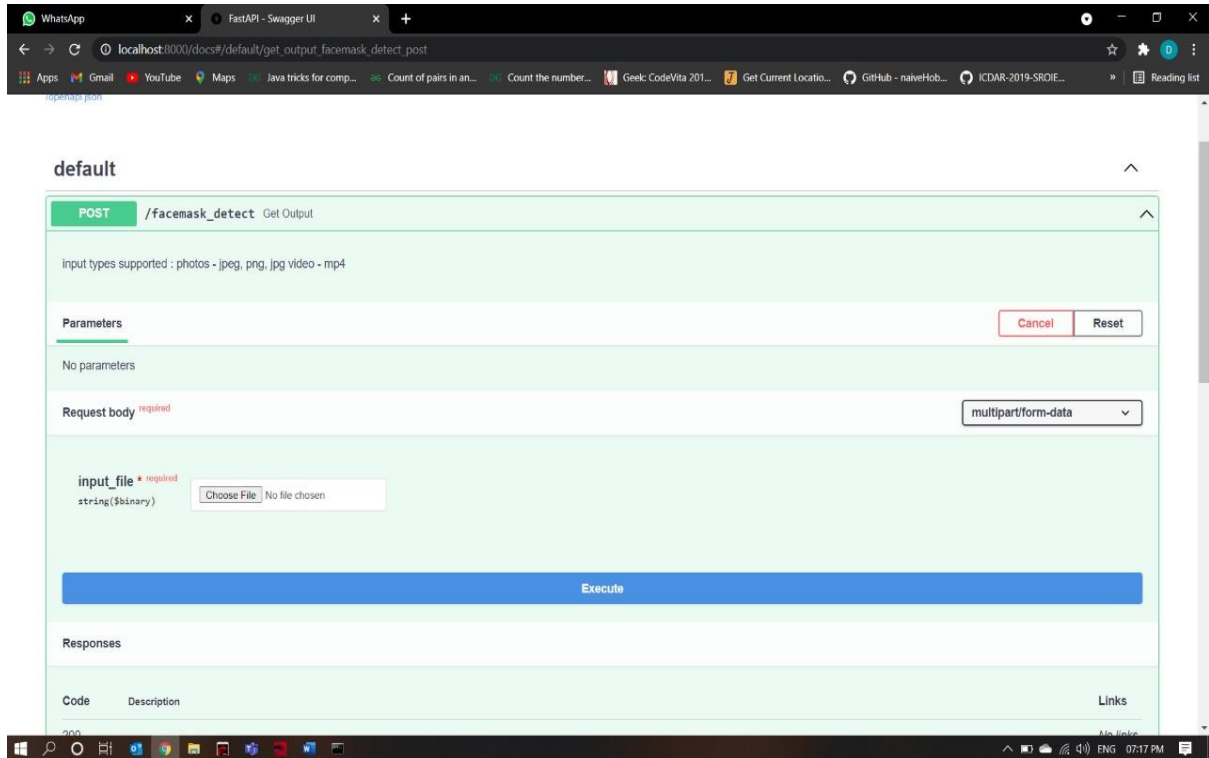 WhatsApp
FastAPI - Swagger UI
localhost:8000/docs#/default/get_output_facemask_detect_post
Apps Gmail YouTube Maps Java tricks for comp... Count of pairs in an... Count the number... Geek: CodeVita 201... Get Current Locatio... GitHub - naiveHob... ICDAR-2019-SROIE... » Reading list
/openapi.json
default
POST /facemask_detect Get Output
input types supported : photos - jpeg, png, jpg video - mp4
Parameters Cancel Reset
No parameters
Request body required multipart/form-data
input_file * required
string($binary) Choose File No file chosen
Execute
Responses
Code Description Links
200 No links
ENG 07:17 PM